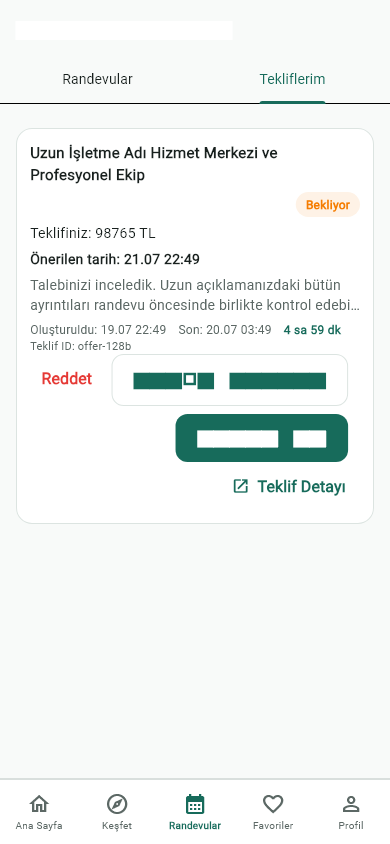 Randevular
Tekliflerim
Uzun İşletme Adı Hizmet Merkezi ve
Profesyonel Ekip
Bekliyor
Teklifiniz: 98765 TL
Önerilen tarih: 21.07 22:49
Talebinizi inceledik. Uzun açıklamanızdaki bütün
ayrıntıları randevu öncesinde birlikte kontrol edebi…
Oluşturuldu: 19.07 22:49 Son: 20.07 03:49 4 sa 59 dk
Teklif ID: offer-128b
Reddet
Teklif Detayı
Ana Sayfa
Keşfet
Randevular
Favoriler
Profil